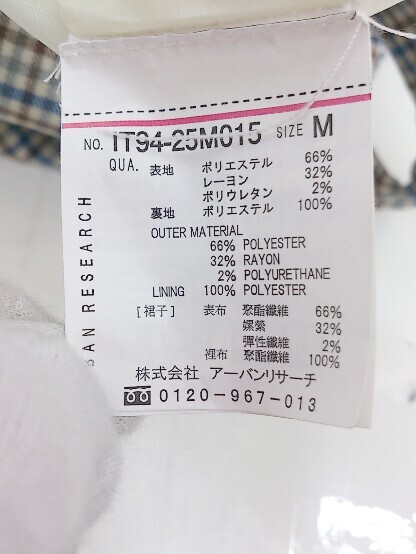 NO. IT94-25M015 SIZE M
QUA. 表地 ポリエステル 66%
レーヨン 32%
ポリウレタン 2%
裏地 ポリエステル 100%
OUTER MATERIAL
66% POLYESTER
32% RAYON
2% POLYURETHANE
LINING 100% POLYESTER
[裙子] 表布 聚酯纖維 66%
嫘縈 32%
彈性纖維 2%
裡布 聚酯纖維 100%
株式会社 アーバンリサーチ
0120-967-013
BAN RESEARCH